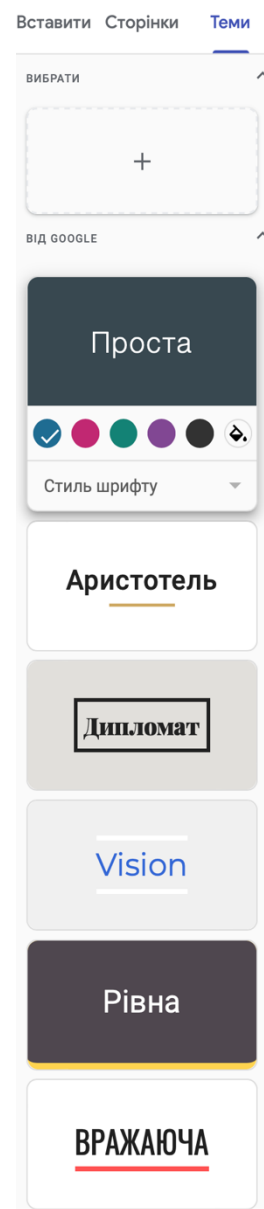 Вставити Сторінки Теми
ВИБРАТИ
ВІД GOOGLE
Проста
Стиль шрифту
Аристотель
Дипломат
Vision
Рівна
ВРАЖАЮЧА